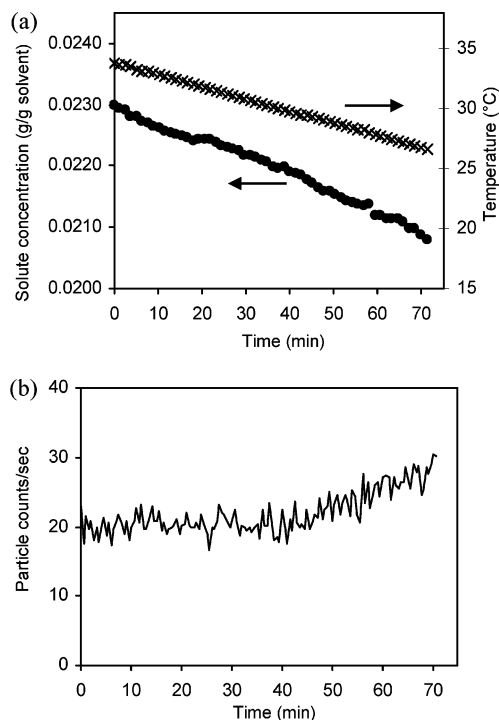 (a)
Solute concentration (g/g solvent)
0.0240
0.0230
0.0220
0.0210
0.0200
35
30
25
20
15
Temperature (°C)
0 10 20 30 40 50 60 70
Time (min)
(b)
Particle counts/sec
40
30
20
10
0
0 10 20 30 40 50 60 70
Time (min)